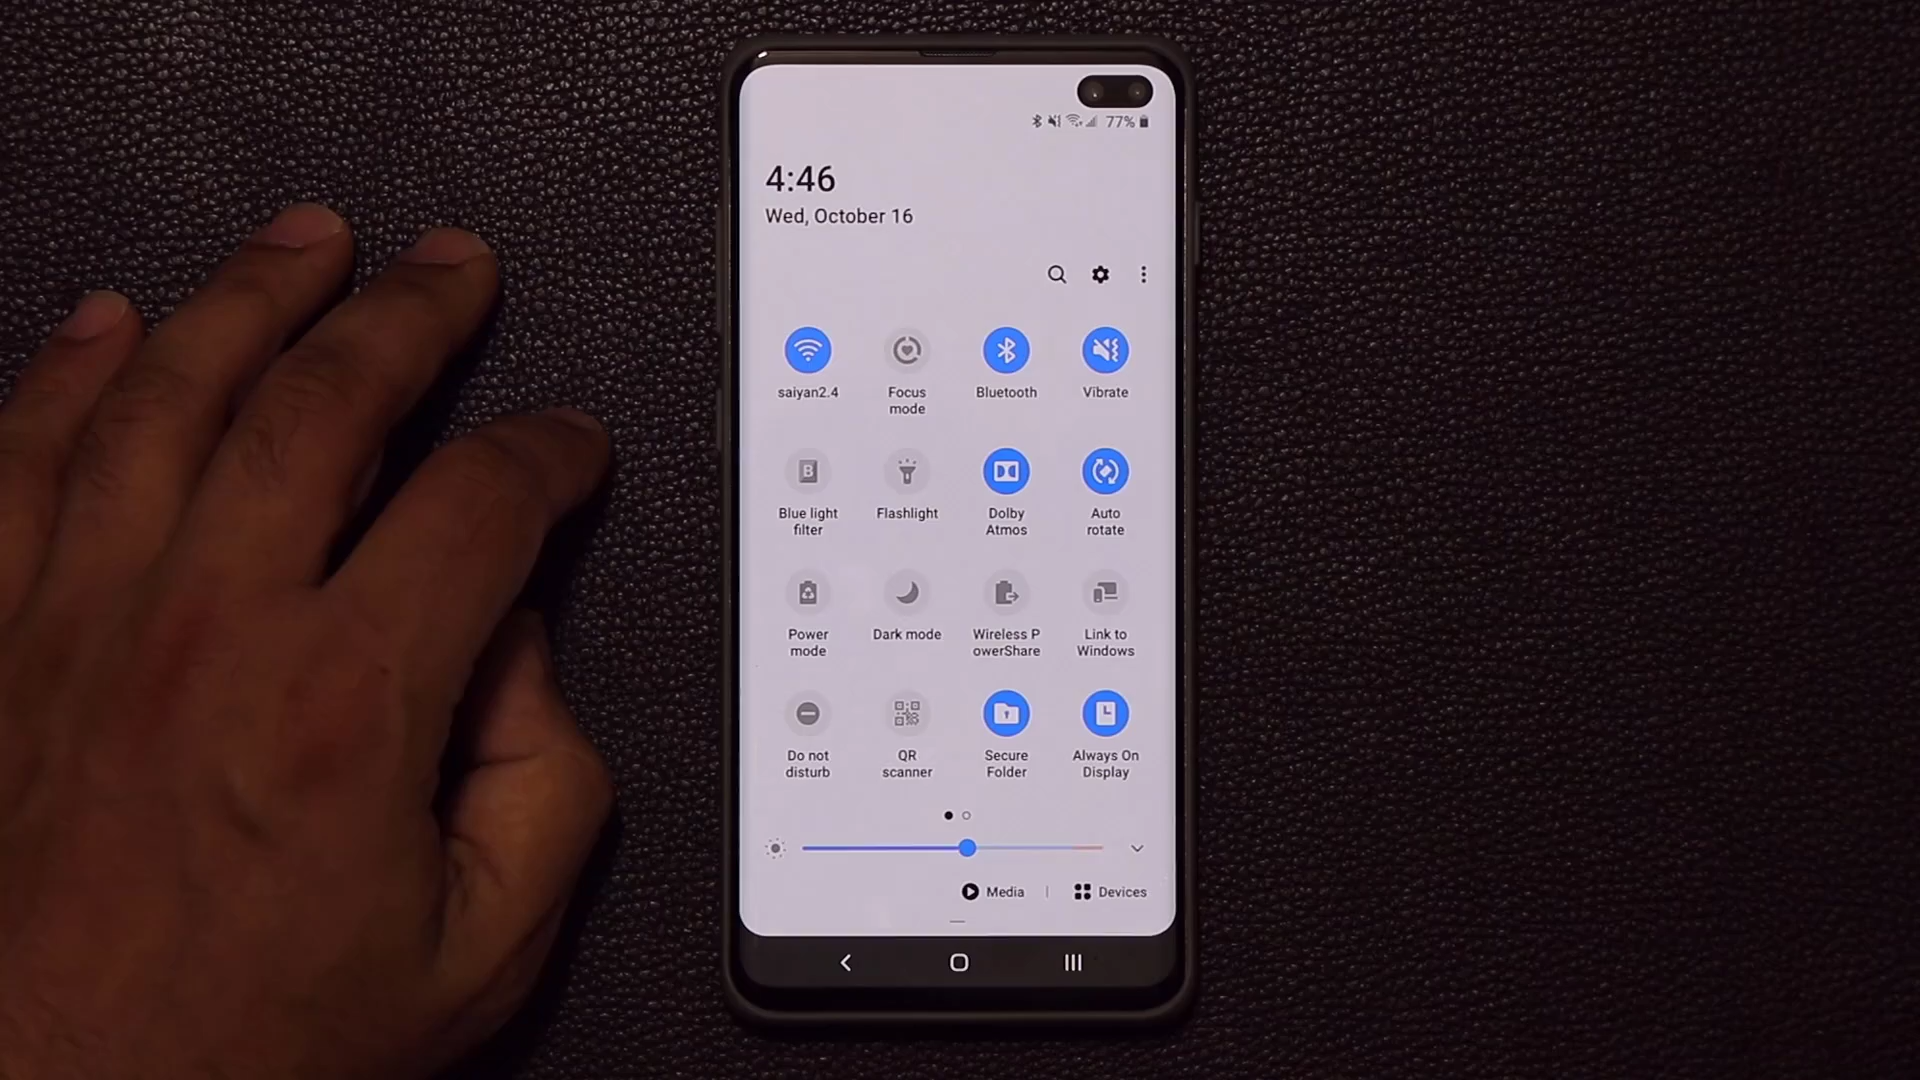 77%
4:46
Wed, October 16
saiyan2.4
Focus
mode
Bluetooth
Vibrate
Blue light
filter
Flashlight
Dolby
Atmos
Auto
rotate
Power
mode
Dark mode
Wireless P
owerShare
Link to
Windows
Do not
disturb
QR
scanner
Secure
Folder
Always On
Display
Media
Devices